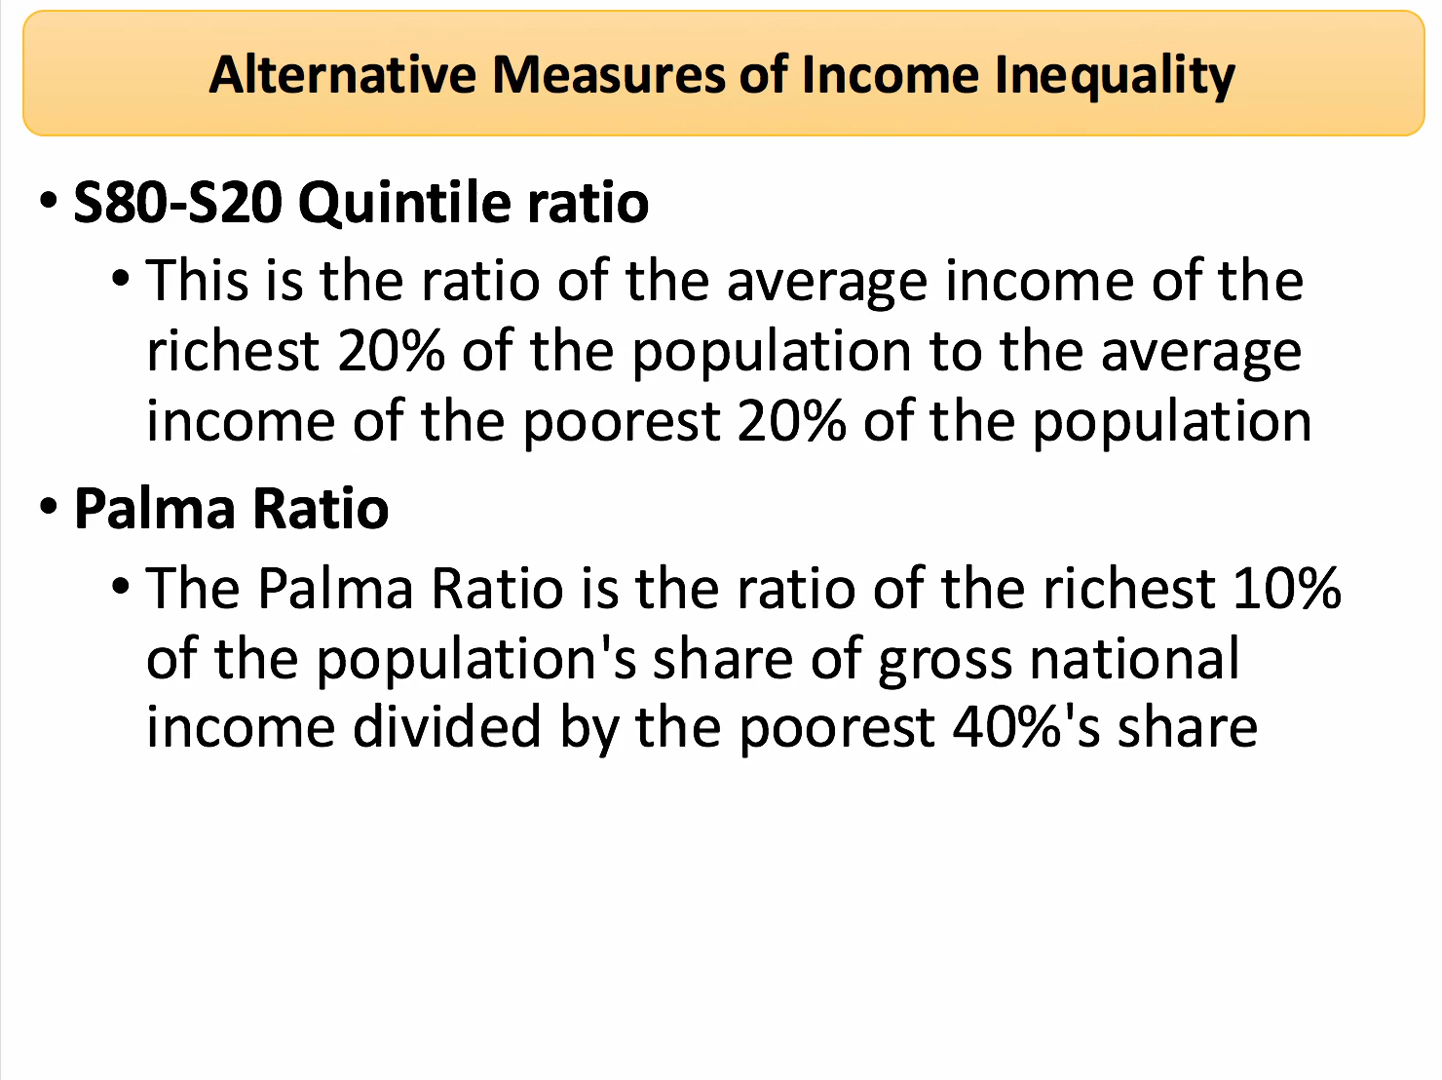 Alternative Measures of Income Inequality
• S80-S20 Quintile ratio
• This is the ratio of the average income of the
richest 20% of the population to the average
income of the poorest 20% of the population
• Palma Ratio
• The Palma Ratio is the ratio of the richest 10%
of the population's share of gross national
income divided by the poorest 40%'s share